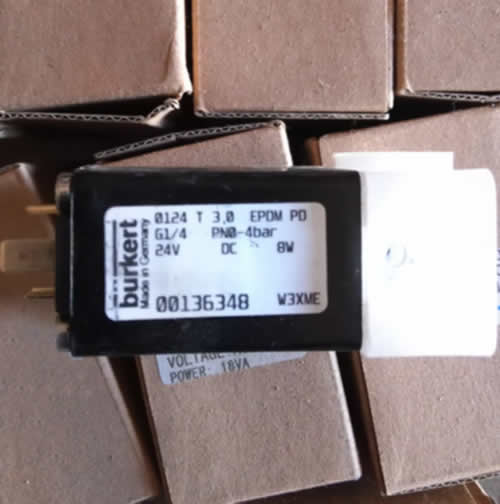 burkert
Made in Germany
0124 T 3,0 EPDM PD
G1/4 PN0-4bar
24V DC 8W
00136348 W3XME
VOLTAGE
POWER: 18VA